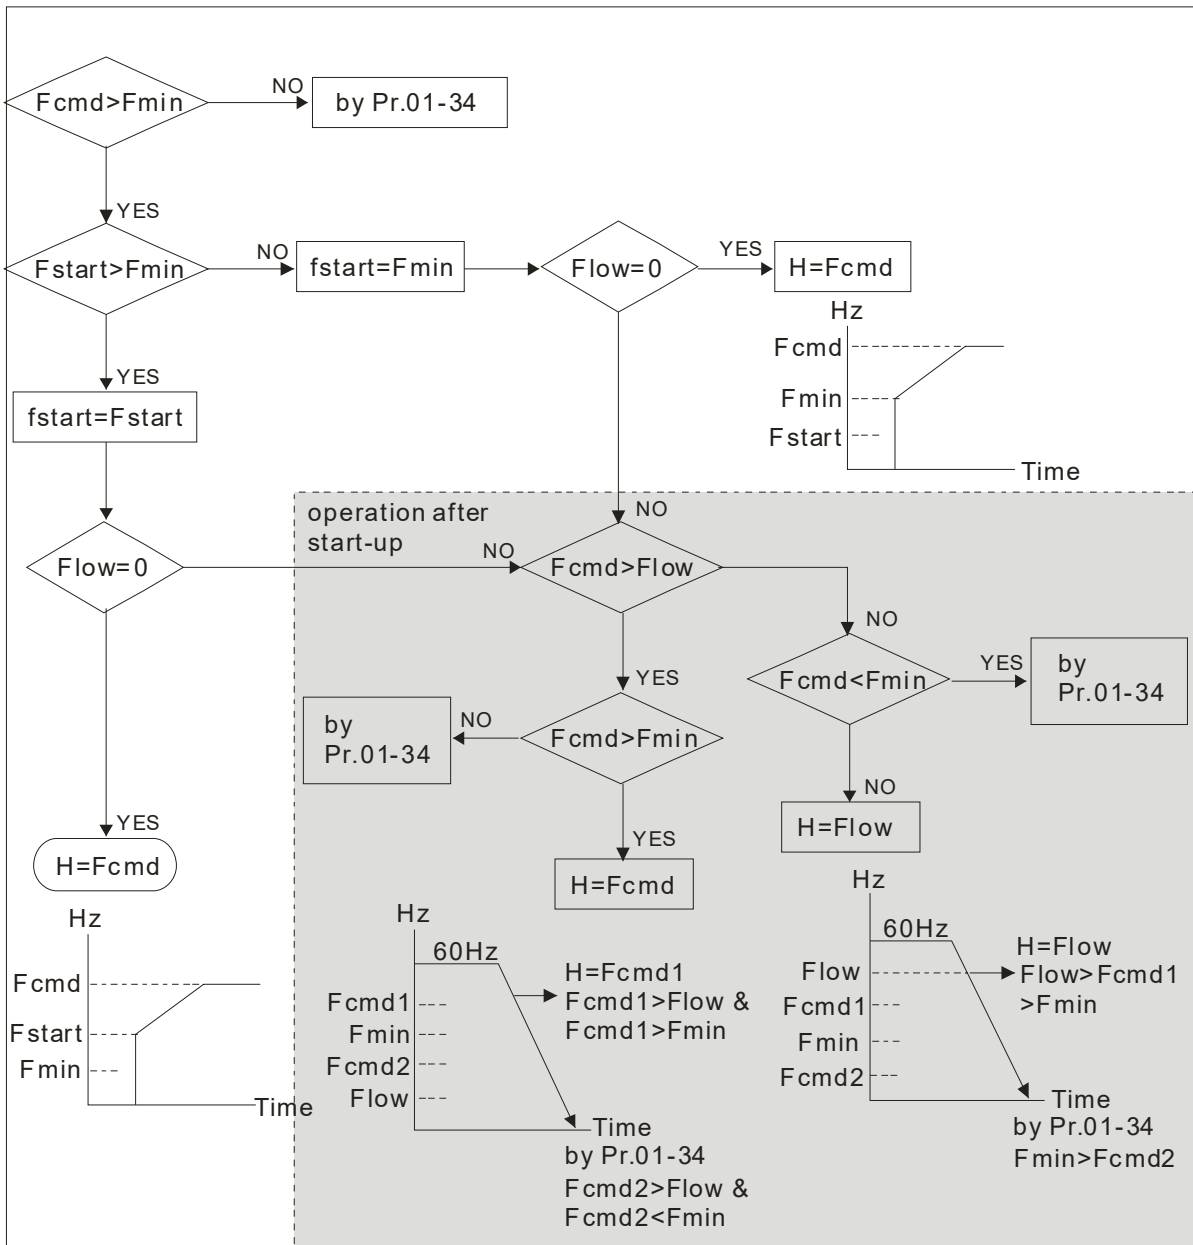 Fcmd>Fmin
NO
by Pr.01-34
YES
Fstart>Fmin
NO
fstart=Fmin
Flow=0
YES
H=Fcmd
Hz
Fcmd
Fmin
Fstart
Time
YES
fstart=Fstart
NO
operation after
start-up
Flow=0
NO
Fcmd>Flow
NO
YES
Fcmd<Fmin
YES
by
Pr.01-34
by
Pr.01-34
NO
Fcmd>Fmin
NO
H=Flow
YES
H=Fcmd
YES
H=Fcmd
Hz
Fcmd
Fstart
Fmin
Time
Hz
60Hz
Fcmd1
Fmin
Fcmd2
Flow
H=Fcmd1
Fcmd1>Flow &
Fcmd1>Fmin
Time
by Pr.01-34
Fcmd2>Flow &
Fcmd2<Fmin
Hz
60Hz
Flow
Fcmd1
Fmin
Fcmd2
H=Flow
Flow>Fcmd1
>Fmin
Time
by Pr.01-34
Fmin>Fcmd2